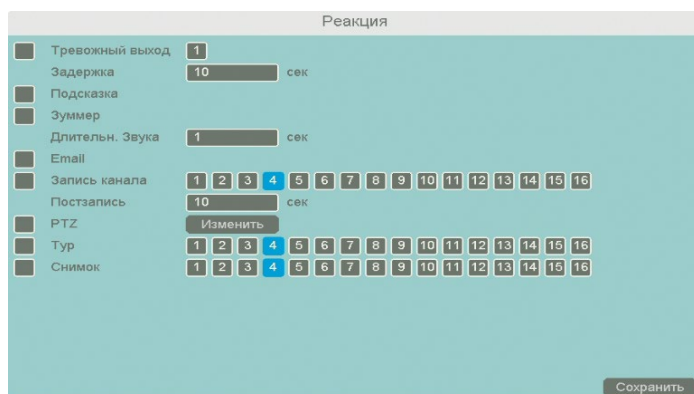 Реакция
Тревожный выход 1
Задержка 10 сек
Подсказка
Зуммер
Длительн. Звука 1 сек
Email
Запись канала 1 2 3 4 5 6 7 8 9 10 11 12 13 14 15 16
Постзапись 10 сек
PTZ Изменить
Тур 1 2 3 4 5 6 7 8 9 10 11 12 13 14 15 16
Снимок 1 2 3 4 5 6 7 8 9 10 11 12 13 14 15 16
Сохранить